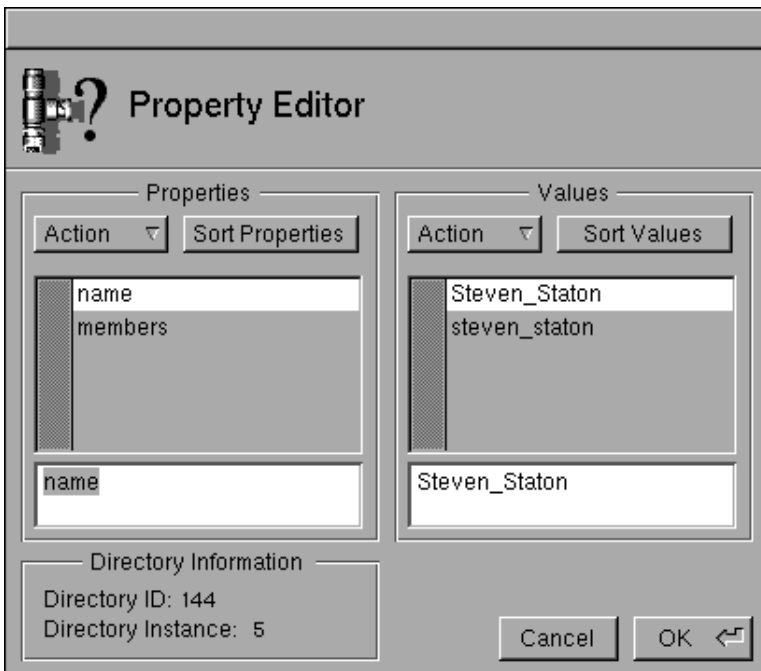 Property Editor
Properties
Action
Sort Properties
name
members
name
Values
Action
Sort Values
Steven_Staton
steven_staton
Steven_Staton
Directory Information
Directory ID: 144
Directory Instance: 5
Cancel
OK